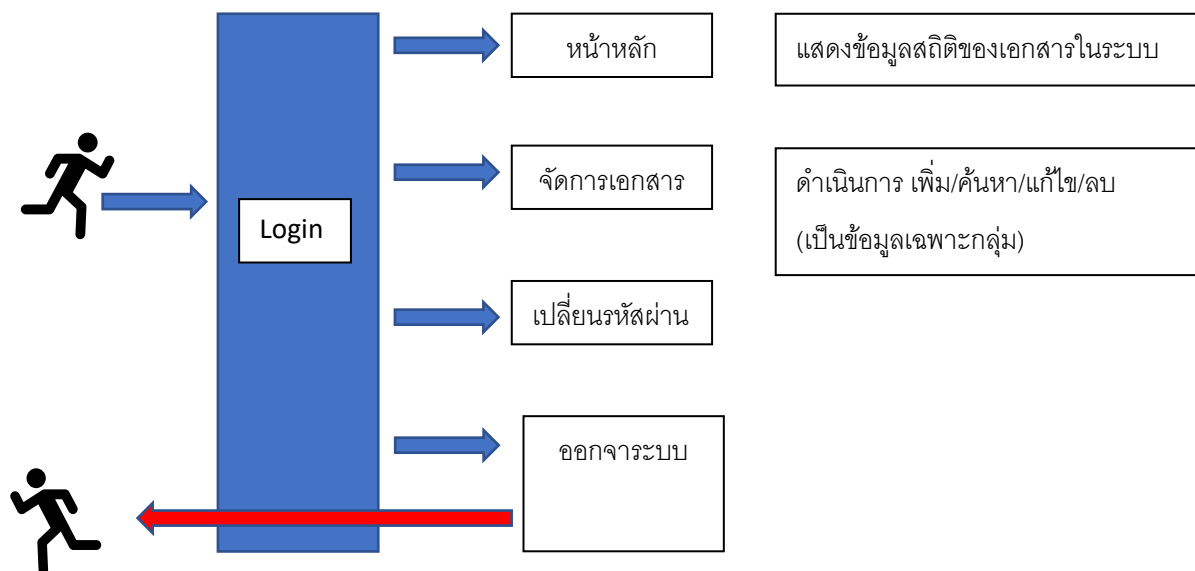 หน้าหลัก
แสดงข้อมูลสถิติของเอกสารในระบบ
จัดการเอกสาร
ดำเนินการ เพิ่ม/ค้นหา/แก้ไข/ลบ
(เป็นข้อมูลเฉพาะกลุ่ม)
Login
เปลี่ยนรหัสผ่าน
ออกจาระบบ